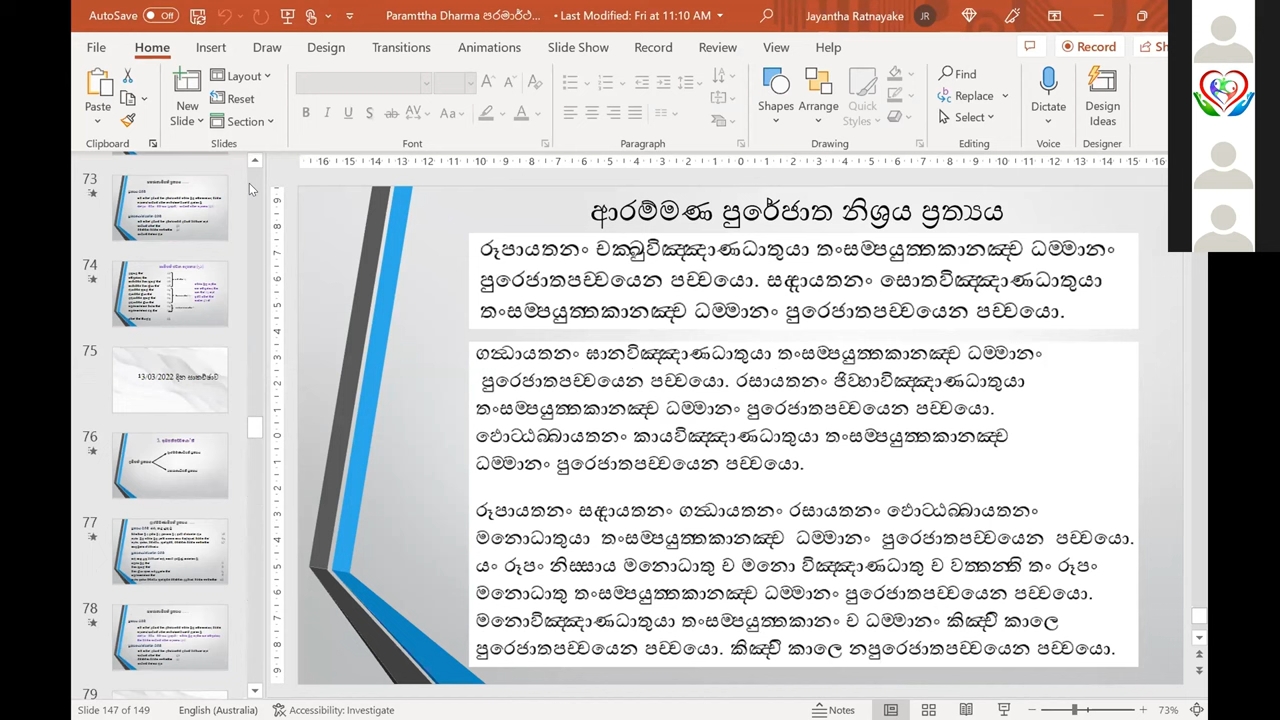 AutoSave Off Paramttha Dharma පරමාර්ථ... • Last Modified: Fri at 11:10 AM Jayantha Ratnayake JR
File Home Insert Draw Design Transitions Animations Slide Show Record Review View Help Record Sh
Paste New Slide Layout Reset Section Shapes Arrange Quick Styles Find Replace Select Dictate Design Ideas
Clipboard Slides Font Paragraph Drawing Editing Voice Designer
73
74
75
13/03/2022 දින සාකච්ඡාව
76
77
78
79
ආරම්මණ පුරේජාත නිශ්‍රය ප්‍රත්‍යය
රූපායතනං චක්ඛුවිඤ්ඤාණධාතුයා තංසම්පයුත්තකානඤ්ච ධම්මානං
පුරෙජාතපච්චයෙන පච්චයො. සද්දායතනං සොතවිඤ්ඤාණධාතුයා
තංසම්පයුත්තකානඤ්ච ධම්මානං පුරෙජාතපච්චයෙන පච්චයො.
ගන්ධායතනං ඝානවිඤ්ඤාණධාතුයා තංසම්පයුත්තකානඤ්ච ධම්මානං
පුරෙජාතපච්චයෙන පච්චයො. රසායතනං ජිව්හාවිඤ්ඤාණධාතුයා
තංසම්පයුත්තකානඤ්ච ධම්මානං පුරෙජාතපච්චයෙන පච්චයො.
ඵොට්ඨබ්බායතනං කායවිඤ්ඤාණධාතුයා තංසම්පයුත්තකානඤ්ච
ධම්මානං පුරෙජාතපච්චයෙන පච්චයො.
රූපායතනං සද්දායතනං ගන්ධායතනං රසායතනං ඵොට්ඨබ්බායතනං
මනොධාතුයා තංසම්පයුත්තකානඤ්ච ධම්මානං පුරෙජාතපච්චයෙන පච්චයො.
යං රූපං නිස්සාය මනොධාතු ච මනො විඤ්ඤාණධාතු ච වත්තන්ති තං රූපං
මනොධාතු තංසම්පයුත්තකානඤ්ච ධම්මානං පුරෙජාතපච්චයෙන පච්චයො.
මනොවිඤ්ඤාණධාතුයා තංසම්පයුත්තකානං ච ධම්මානං කිඤ්චි කාලෙ
පුරෙජාතපච්චයෙන පච්චයො. කිඤ්චි කාලෙ නපුරෙජාතපච්චයෙන පච්චයො.
Slide 147 of 149 English (Australia) Accessibility: Investigate Notes 73%